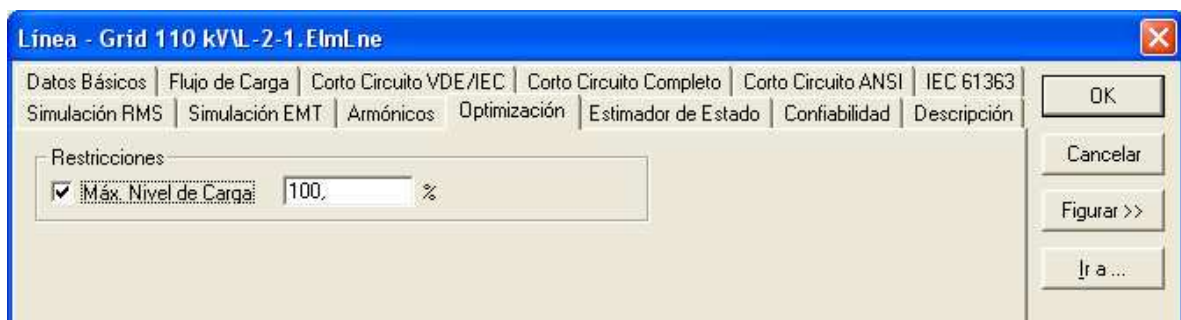 Línea - Grid 110 kV\L-2-1.ElmLne
Datos Básicos Flujo de Carga Corto Circuito VDE/IEC Corto Circuito Completo Corto Circuito ANSI IEC 61363
Simulación RMS Simulación EMT Armónicos Optimización Estimador de Estado Confiabilidad Descripción
OK
Cancelar
Figurar >>
Ir a ...
Restricciones
Máx. Nivel de Carga 100, %